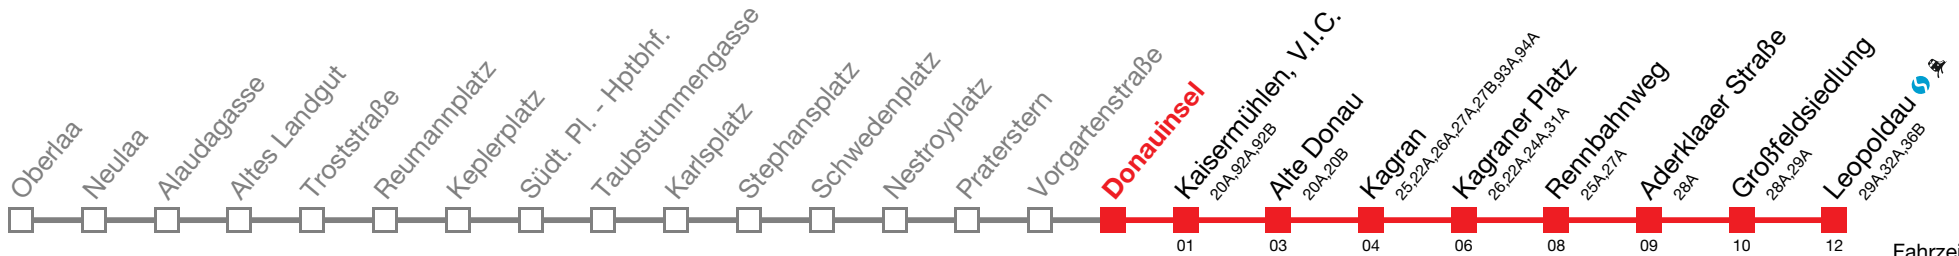 Oberlaa
Neulaa
Alaudagasse
Altes Landgut
Troststraße
Reumannplatz
Keplerplatz
Südt. Pl. - Hptbhf.
Taubstummengasse
Karlsplatz
Stephansplatz
Schwedenplatz
Nestroyplatz
Praterstern
Vorgartenstraße
Donauinsel
Kaisermühlen, V.I.C.
20A,92A,92B
01
Alte Donau
20A,20B
03
Kagran
25,22A,26A,27A,27B,93A,94A
04
Kagraner Platz
26,22A,24A,31A
06
Rennbahnweg
25A,27A
08
Aderklaaer Straße
28A
09
Großfeldsiedlung
28A,29A
10
Leopoldau
29A,32A,36B
12
Fahrzei